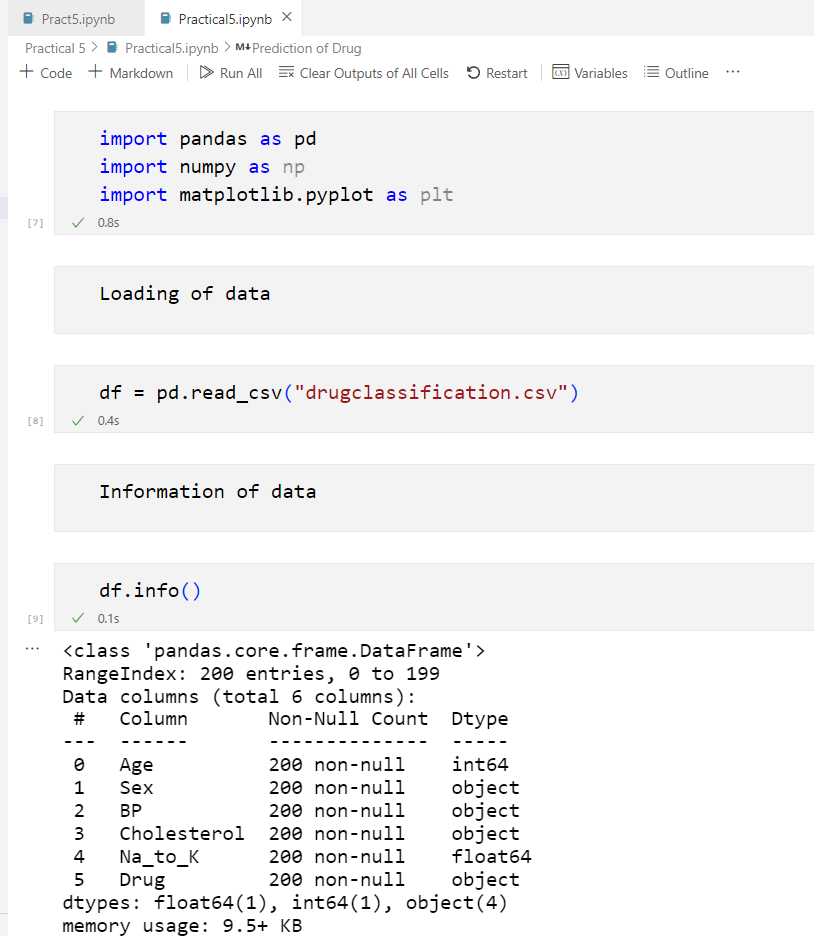 Pract5.ipynb
Practical5.ipynb
Practical 5 > Practical5.ipynb > M↓Prediction of Drug
+ Code + Markdown Run All Clear Outputs of All Cells Restart Variables Outline ...
import pandas as pd
import numpy as np
import matplotlib.pyplot as plt
[7] ✓ 0.8s
Loading of data
df = pd.read_csv("drugclassification.csv")
[8] ✓ 0.4s
Information of data
df.info()
[9] ✓ 0.1s
... <class 'pandas.core.frame.DataFrame'>
RangeIndex: 200 entries, 0 to 199
Data columns (total 6 columns):
 #   Column       Non-Null Count  Dtype
---  ------       --------------  -----
 0   Age          200 non-null    int64
 1   Sex          200 non-null    object
 2   BP           200 non-null    object
 3   Cholesterol  200 non-null    object
 4   Na_to_K      200 non-null    float64
 5   Drug         200 non-null    object
dtypes: float64(1), int64(1), object(4)
memory usage: 9.5+ KB